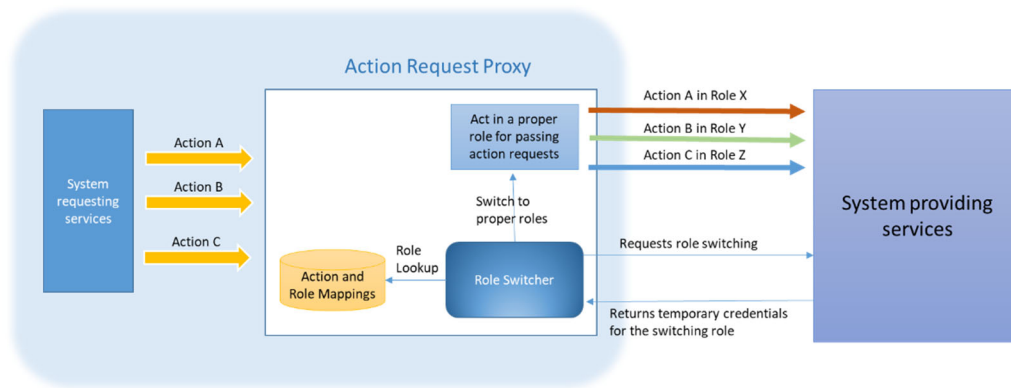 Action Request Proxy
System
requesting
services
Action A
Action B
Action C
Act in a proper
role for passing
action requests
Switch to
proper roles
Role
Lookup
Action and
Role Mappings
Role Switcher
Action A in Role X
Action B in Role Y
Action C in Role Z
Requests role switching
Returns temporary credentials
for the switching role
System providing
services